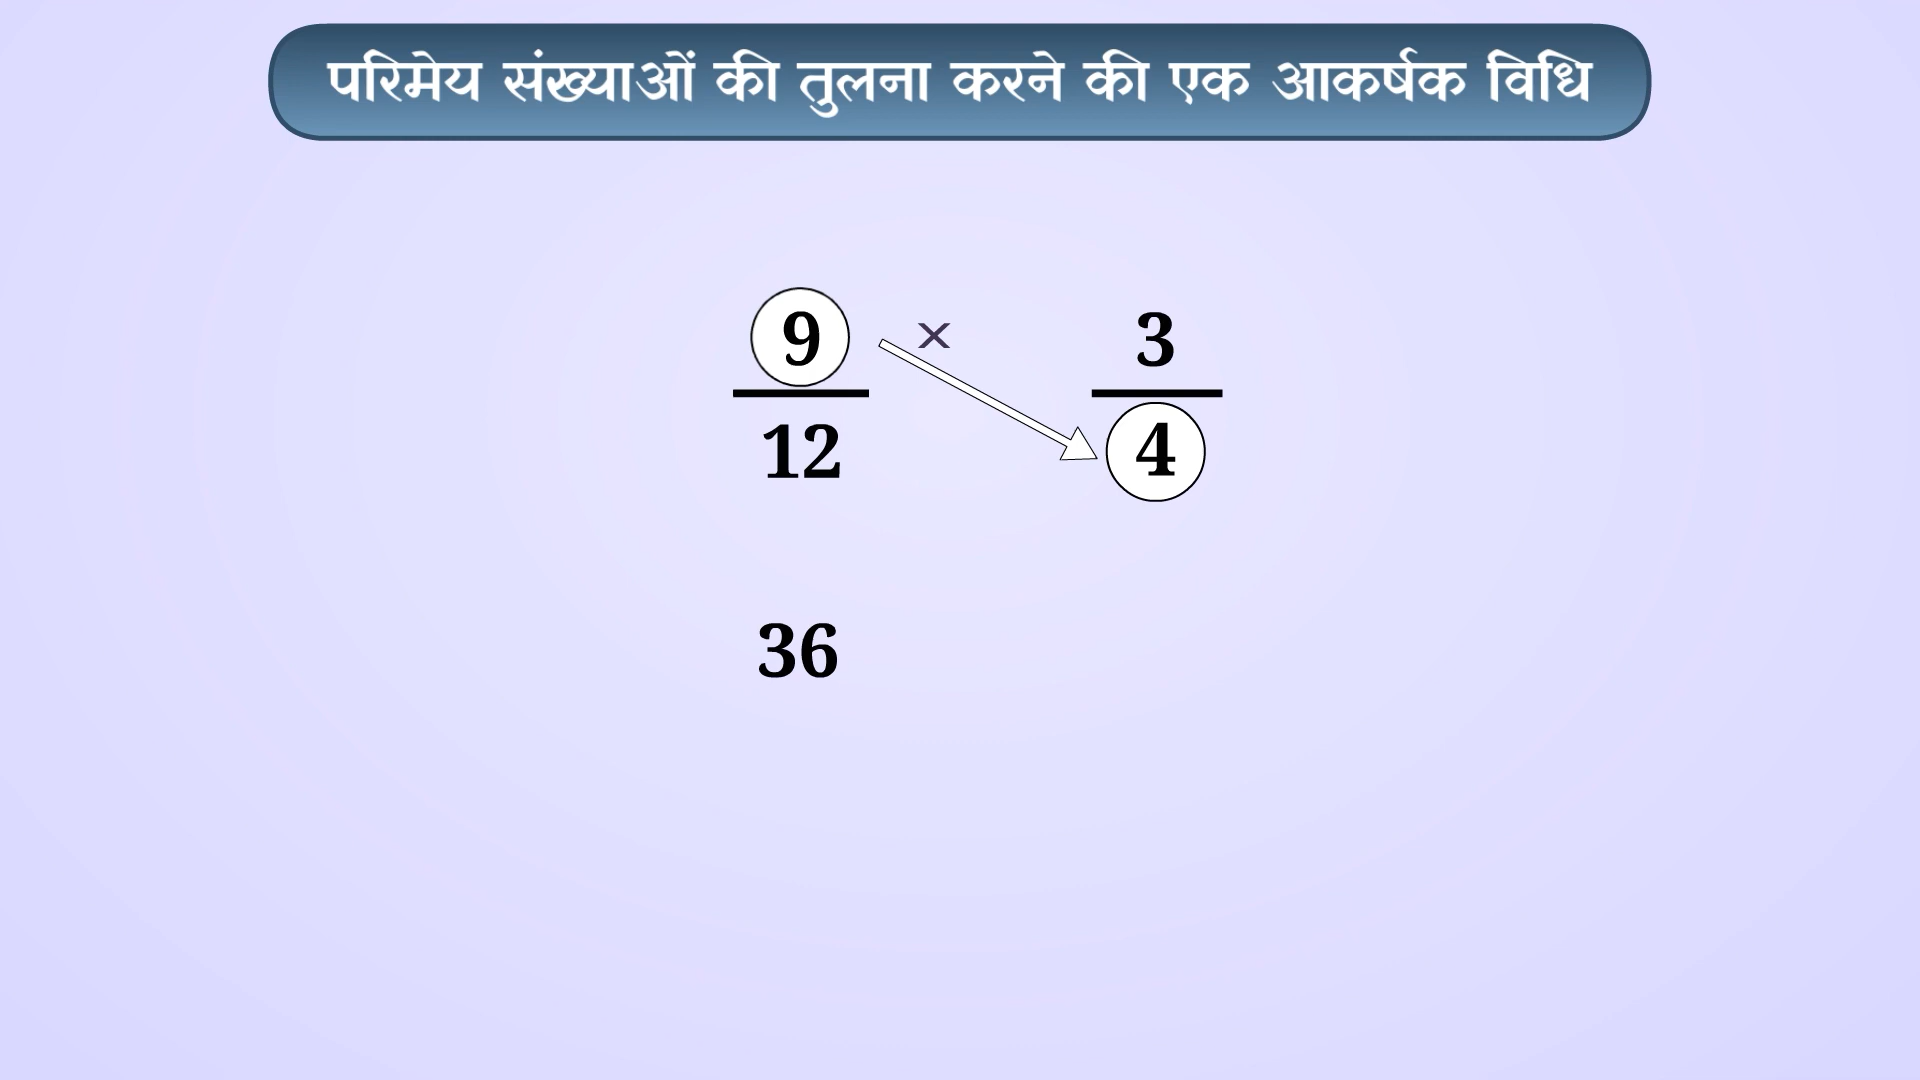 परिमेय संख्याओं की तुलना करने की एक आकर्षक विधि
9 × 3
12 4
36